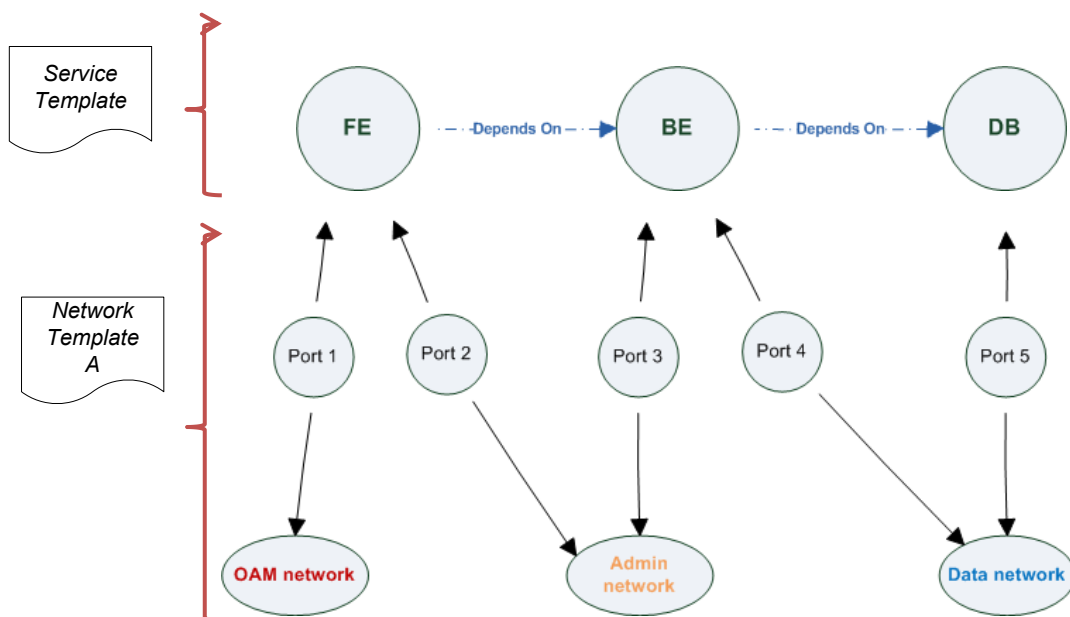 Service
Template
FE
Depends On
BE
Depends On
DB
Network
Template
A
Port 1
Port 2
Port 3
Port 4
Port 5
OAM network
Admin
network
Data network